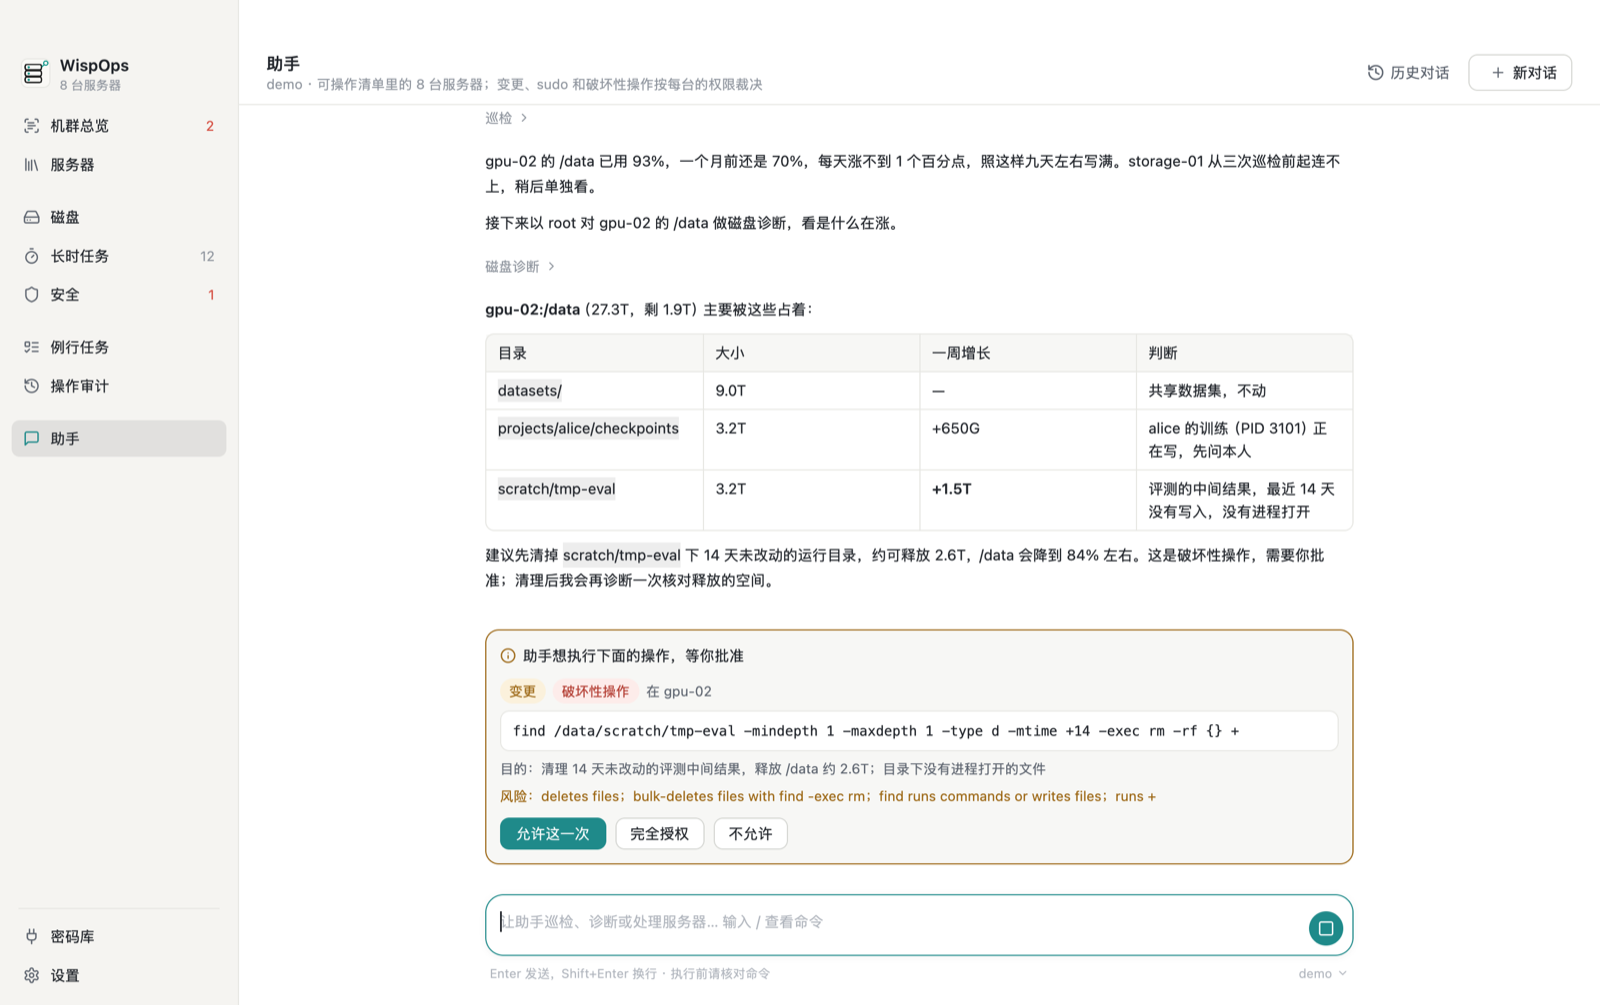 WispOps
8 台服务器
机群总览 2
服务器
磁盘
长时任务 12
安全 1
例行任务
操作审计
助手
密码库
设置
助手
demo · 可操作清单里的 8 台服务器；变更、sudo 和破坏性操作按每台的权限裁决
历史对话
新对话
巡检
gpu-02 的 /data 已用 93%，一个月前还是 70%，每天涨不到 1 个百分点，照这样九天左右写满。storage-01 从三次巡检前起连不
上，稍后单独看。
接下来以 root 对 gpu-02 的 /data 做磁盘诊断，看是什么在涨。
磁盘诊断
gpu-02:/data (27.3T，剩 1.9T) 主要被这些占着：
目录 大小 一周增长 判断
datasets/ 9.0T — 共享数据集，不动
projects/alice/checkpoints 3.2T +650G alice 的训练 (PID 3101) 正
在写，先问本人
scratch/tmp-eval 3.2T +1.5T 评测的中间结果，最近 14 天
没有写入，没有进程打开
建议先清掉 scratch/tmp-eval 下 14 天未改动的运行目录，约可释放 2.6T，/data 会降到 84% 左右。这是破坏性操作，需要你批
准；清理后我会再诊断一次核对释放的空间。
助手想执行下面的操作，等你批准
变更 破坏性操作 在 gpu-02
find /data/scratch/tmp-eval -mindepth 1 -maxdepth 1 -type d -mtime +14 -exec rm -rf {} +
目的：清理 14 天未改动的评测中间结果，释放 /data 约 2.6T；目录下没有进程打开的文件
风险：deletes files；bulk-deletes files with find -exec rm；find runs commands or writes files；runs +
允许这一次 完全授权 不允许
让助手巡检、诊断或处理服务器... 输入 / 查看命令
Enter 发送，Shift+Enter 换行 · 执行前请核对命令
demo